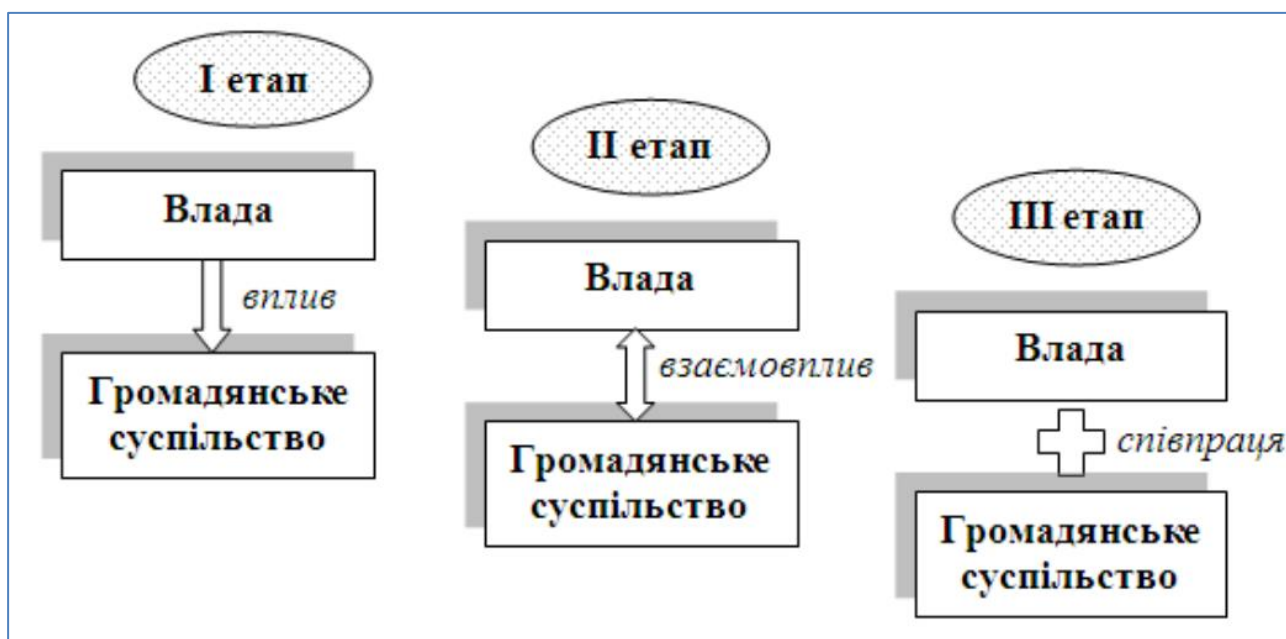 I етап
Влада
вплив
Громадянське
суспільство
II етап
Влада
взаємовплив
Громадянське
суспільство
III етап
Влада
співпраця
Громадянське
суспільство